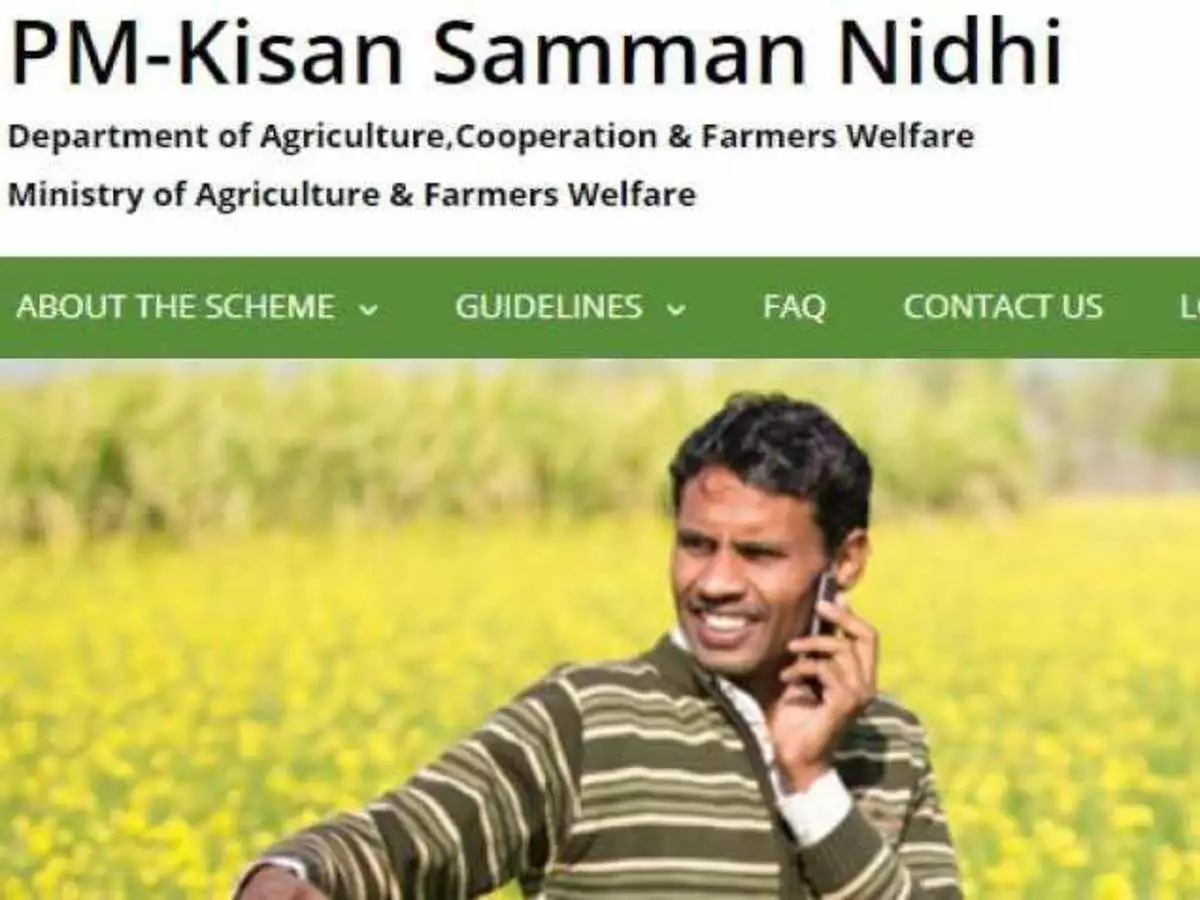 PM-Kisan Samman Nidhi
Department of Agriculture,Cooperation & Farmers Welfare
Ministry of Agriculture & Farmers Welfare
ABOUT THE SCHEME GUIDELINES FAQ CONTACT US